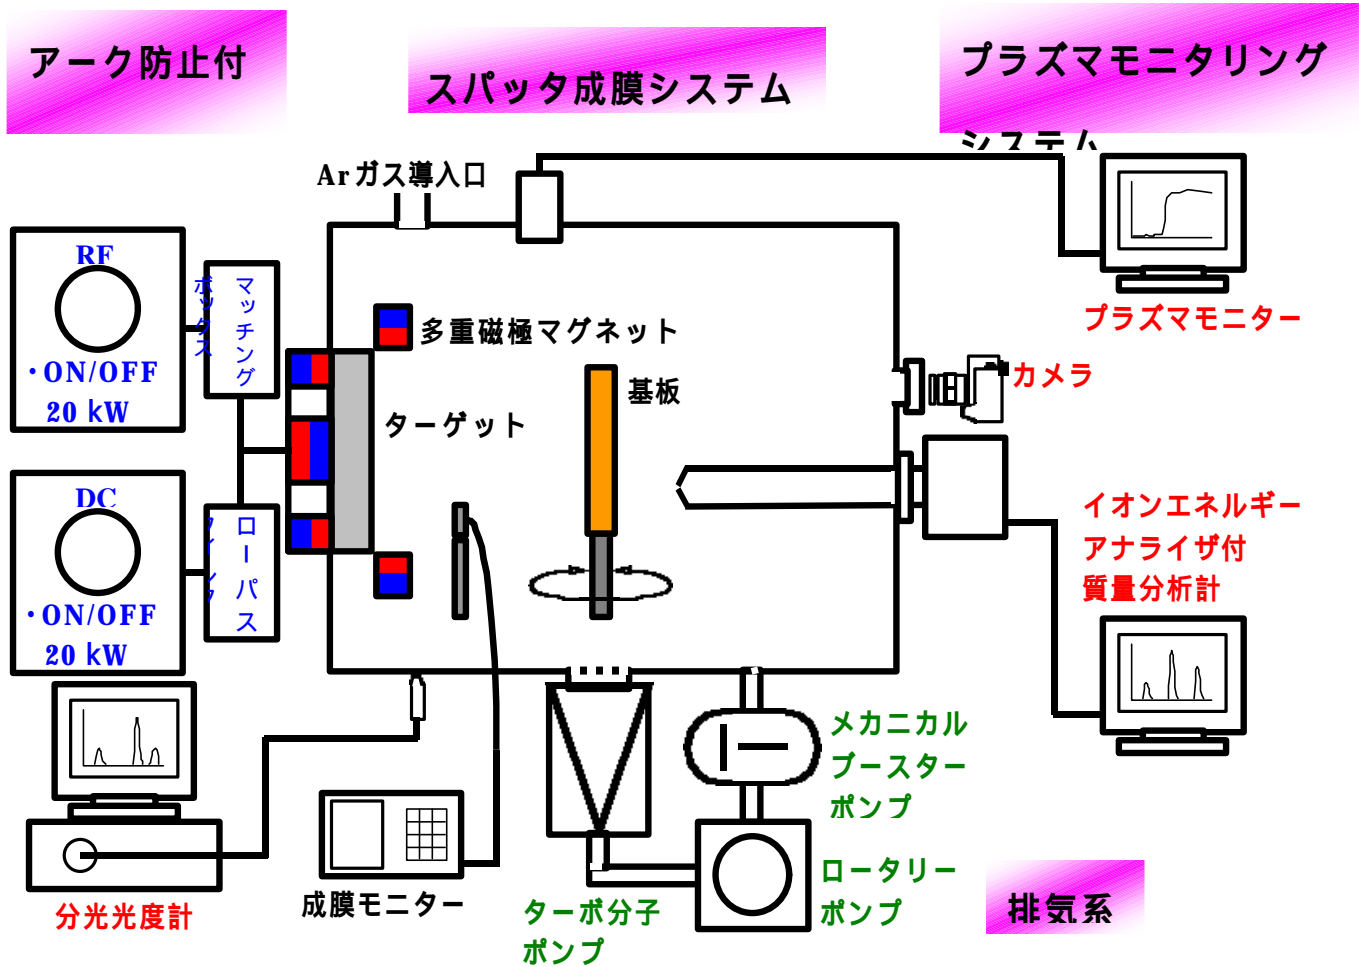 アーク防止付
スパッタ成膜システム
プラズマモニタリング
システム
Arガス導入口
RF
・ON/OFF
20 kW
マッチング
ボックス
多重磁極マグネット
ターゲット
基板
プラズマモニター
カメラ
DC
・ON/OFF
20 kW
ローパス
イオンエネルギー
アナライザ付
質量分析計
メカニカル
ブースター
ポンプ
ロータリー
ポンプ
ターボ分子
ポンプ
成膜モニター
分光光度計
排気系